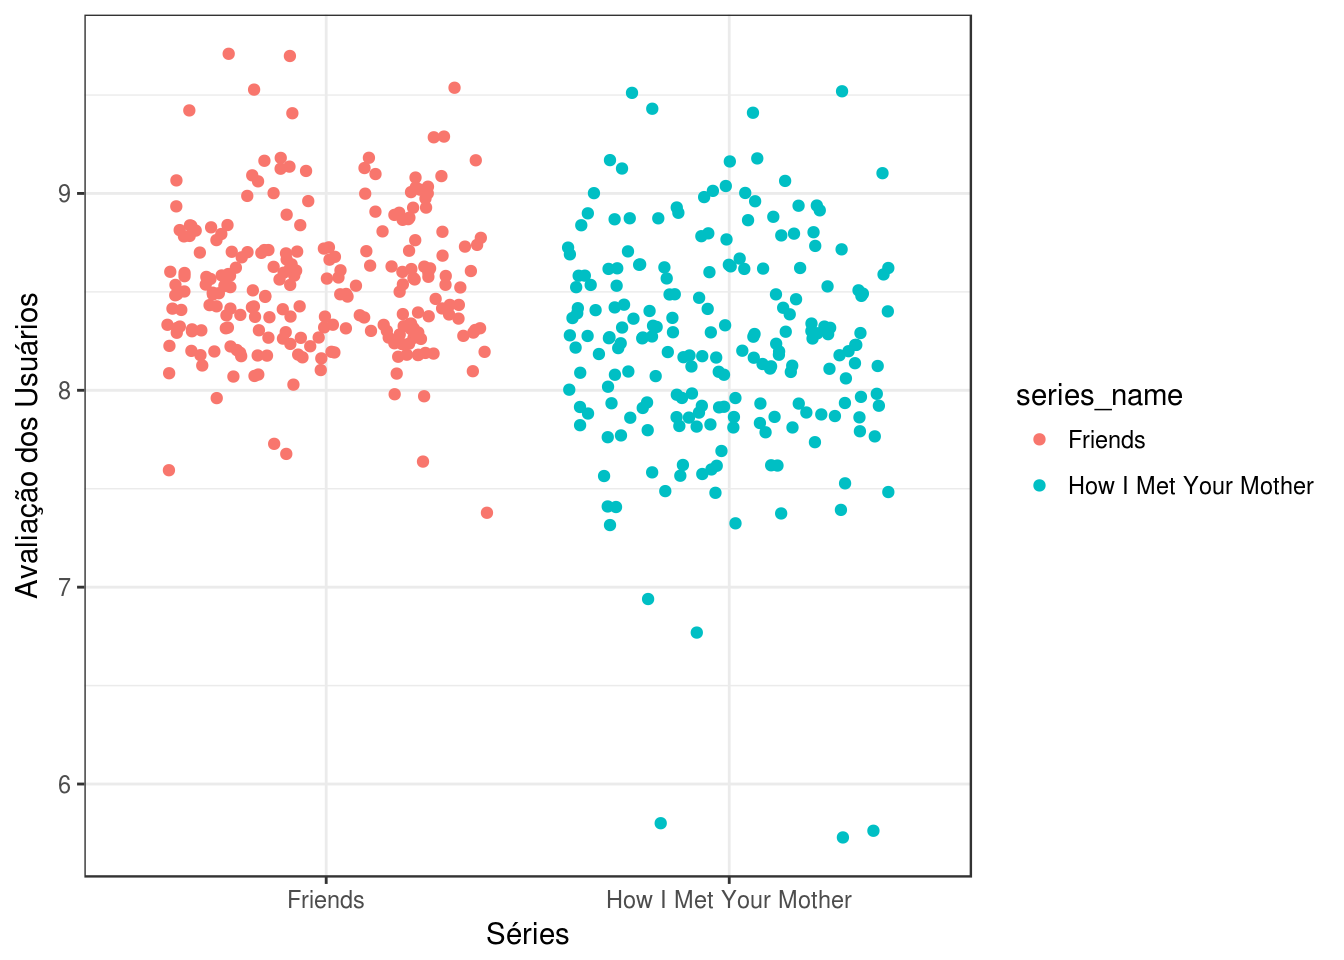 Avaliação dos Usuários
9
8
7
6
Friends
How I Met Your Mother
Séries
series_name
Friends
How I Met Your Mother